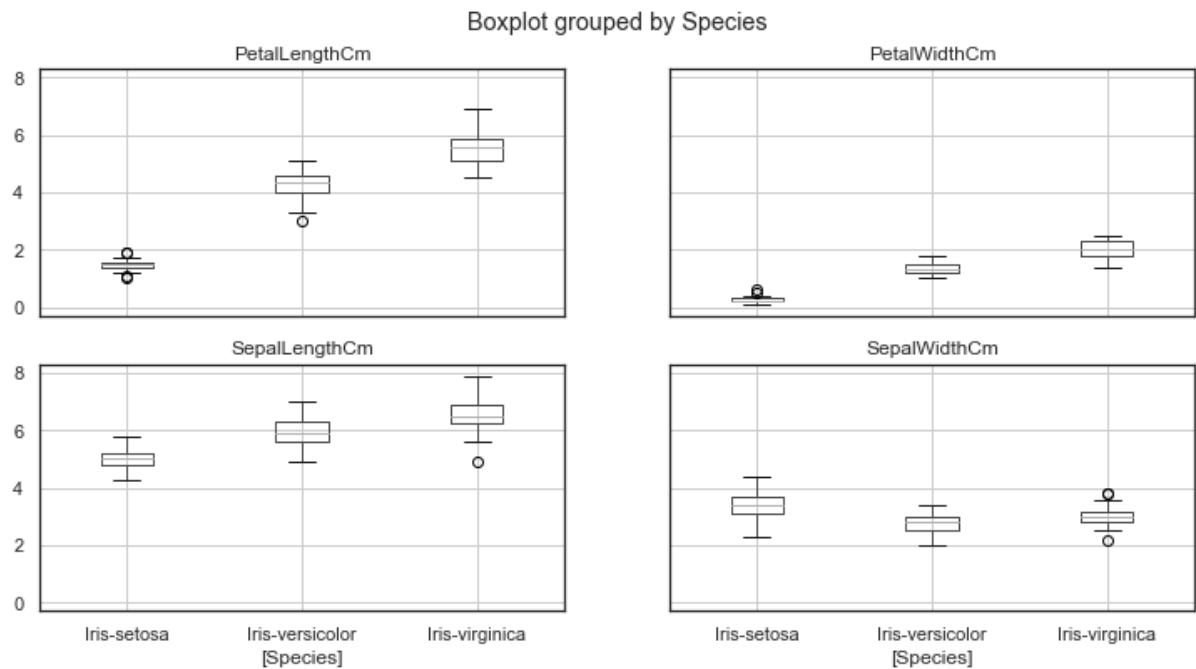 Boxplot grouped by Species
PetalLengthCm
PetalWidthCm
8
6
4
2
0
SepalLengthCm
SepalWidthCm
8
6
4
2
0
Iris-setosa
Iris-versicolor
Iris-virginica
[Species]
Iris-setosa
Iris-versicolor
Iris-virginica
[Species]